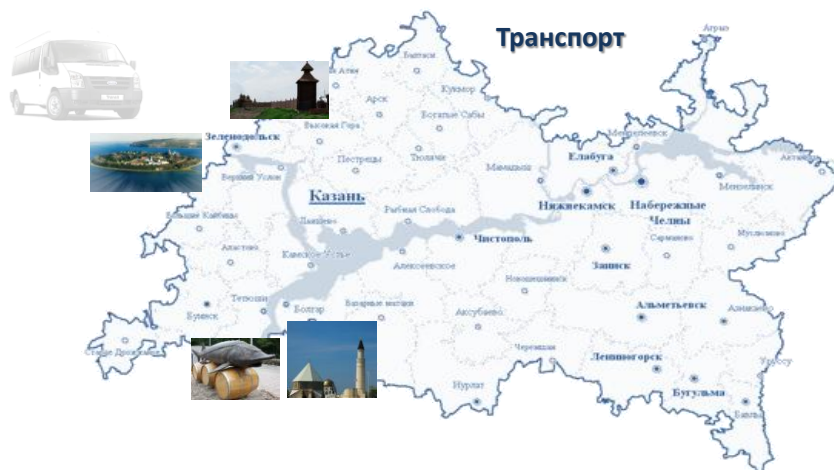 Транспорт
Агрыз
Балтаси
Кукмор
Арск
Богатые Сабы
Высокая Гора
Менделеевск
Зеленодольск
Тюлячи
Елабуга
Пестрецы
Верхний Услон
Мамадыш
Мензелинск
Казань
Нижнекамск
Набережные
Челны
Рыбная Слобода
Лаишево
Чистополь
Муслюмово
Сарманово
Апастово
Камское Устье
Алексеевское
Заинск
Новошешминск
Тетюши
Болгар
Базарные матаки
Буинск
Аксубаево
Альметьевск
Азнакаево
Черемшан
Лениногорск
Уруссу
Бугульма
Нурлат
Бавлы